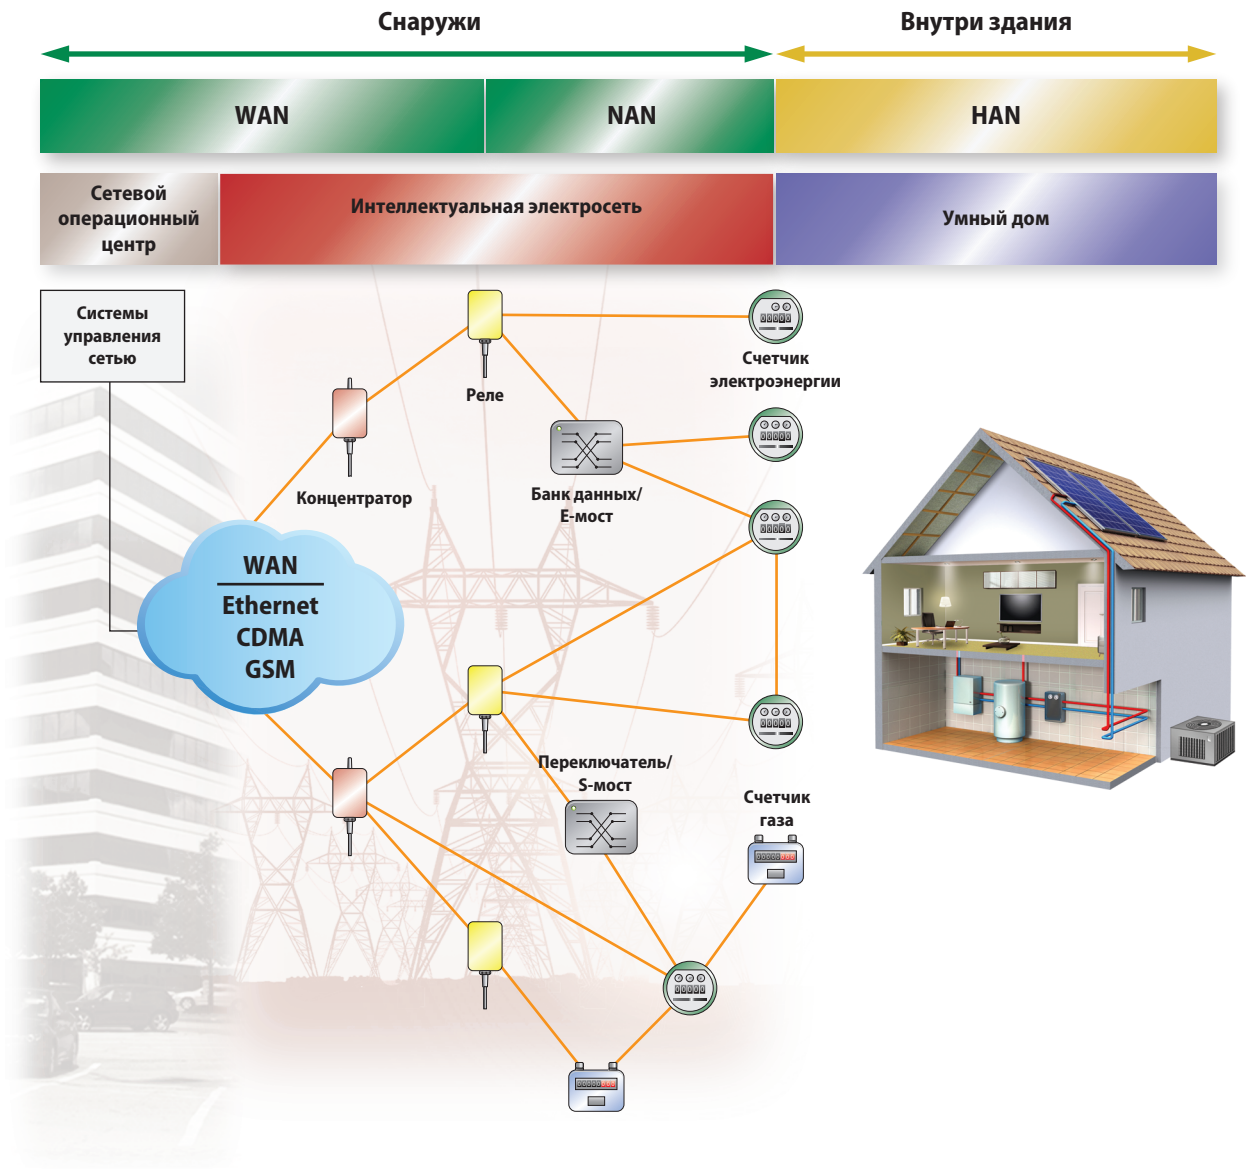 Снаружи
Внутри здания
WAN
NAN
HAN
Сетевой
операционный
центр
Интеллектуальная электросеть
Умный дом
Системы
управления
сетью
Реле
Счетчик
электроэнергии
Концентратор
Банк данных/
Е-мост
WAN
Ethernet
CDMA
GSM
Переключатель/
S-мост
Счетчик
газа